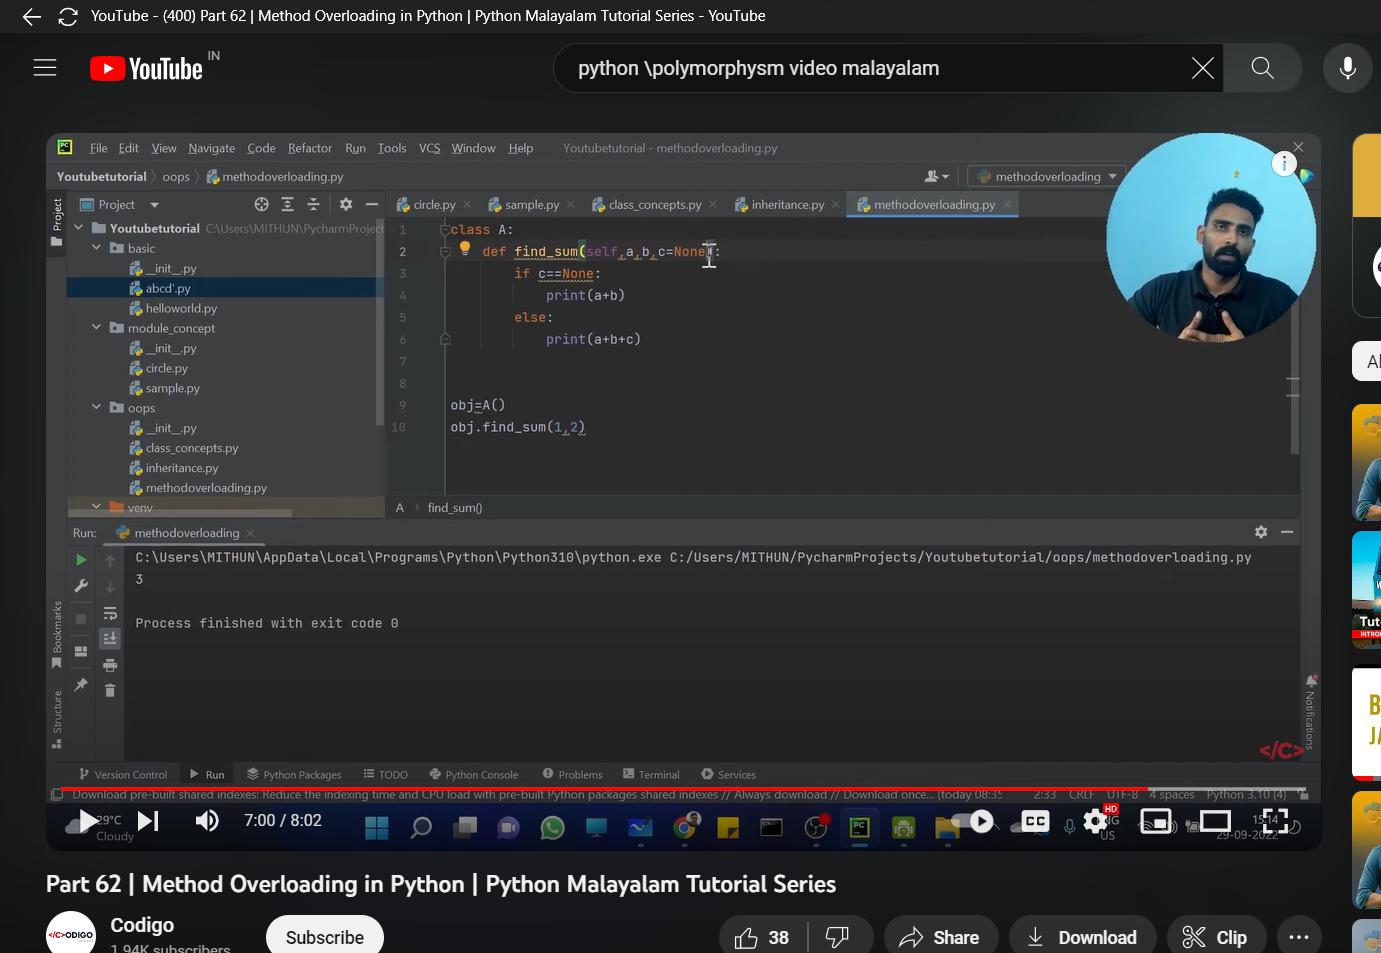 YouTube - (400) Part 62 | Method Overloading in Python | Python Malayalam Tutorial Series - YouTube
YouTube IN
python \polymorphysm video malayalam
PC File Edit View Navigate Code Refactor Run Tools VCS Window Help Youtubetutorial - methodoverloading.py
Youtubetutorial oops methodoverloading.py
methodoverloading
Project
Project
circle.py sample.py class_concepts.py inheritance.py methodoverloading.py
Youtubetutorial C:\Users\MITHUN\PycharmProject
basic
__init__.py
abcd'.py
helloworld.py
module_concept
__init__.py
circle.py
sample.py
oops
__init__.py
class_concepts.py
inheritance.py
methodoverloading.py
venv
1 class A:
2 def find_sum(self,a,b,c=None):
3 if c==None:
4 print(a+b)
5 else:
6 print(a+b+c)
7
8
9 obj=A()
10 obj.find_sum(1,2)
A find_sum()
Run: methodoverloading
C:\Users\MITHUN\AppData\Local\Programs\Python\Python310\python.exe C:/Users/MITHUN/PycharmProjects/Youtubetutorial/oops/methodoverloading.py
3
Process finished with exit code 0
Bookmarks
Structure
Notifications
</C>
Version Control Run Python Packages TODO Python Console Problems Terminal Services
Download pre-built shared indexes: Reduce the indexing time and CPU load with pre-built Python packages shared indexes // Always download // Download once... (today 08:35 2:33 CRLF UTF-8 4 spaces Python 3.10 (4)
29°C
Cloudy
7:00 / 8:02
CC
HD
US
15:14
29-09-2022
Tut
INTRO
B
JA
Part 62 | Method Overloading in Python | Python Malayalam Tutorial Series
</C>ODIGO
Codigo
1.94K subscribers
Subscribe
38
Share
Download
Clip